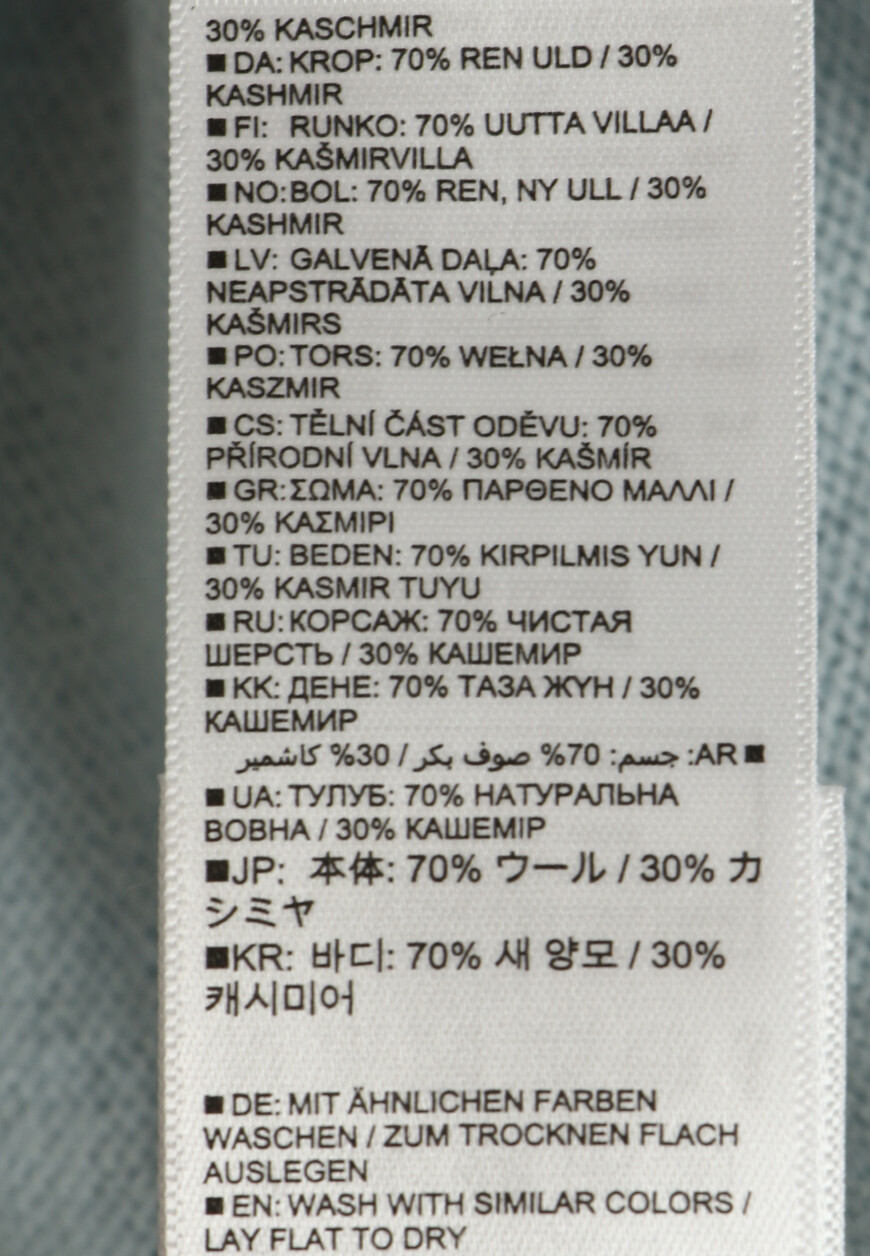 30% KASCHMIR
■ DA: KROP: 70% REN ULD / 30%
KASHMIR
■ FI: RUNKO: 70% UUTTA VILLAA /
30% KAŠMIRVILLA
■ NO: BOL: 70% REN, NY ULL / 30%
KASHMIR
■ LV: GALVENĀ DAĻA: 70%
NEAPSTRĀDĀTA VILNA / 30%
KAŠMIRS
■ PO: TORS: 70% WEŁNA / 30%
KASZMIR
■ CS: TĚLNÍ ČÁST ODĚVU: 70%
PŘÍRODNÍ VLNA / 30% KAŠMÍR
■ GR: ΣΩΜΑ: 70% ΠΑΡΘΕΝΟ ΜΑΛΛΙ /
30% ΚΑΣΜΙΡΙ
■ TU: BEDEN: 70% KIRPILMIS YUN /
30% KASMIR TUYU
■ RU: КОРСАЖ: 70% ЧИСТАЯ
ШЕРСТЬ / 30% КАШЕМИР
■ KK: ДЕНЕ: 70% ТАЗА ЖҮН / 30%
КАШЕМИР
■ AR: جسم: 70% صوف بكر / 30% كاشمير
■ UA: ТУЛУБ: 70% НАТУРАЛЬНА
ВОВНА / 30% КАШЕМІР
■JP: 本体: 70% ウール / 30% カ
シミヤ
■KR: 바디: 70% 새 양모 / 30%
캐시미어
■ DE: MIT ÄHNLICHEN FARBEN
WASCHEN / ZUM TROCKNEN FLACH
AUSLEGEN
■ EN: WASH WITH SIMILAR COLORS /
LAY FLAT TO DRY